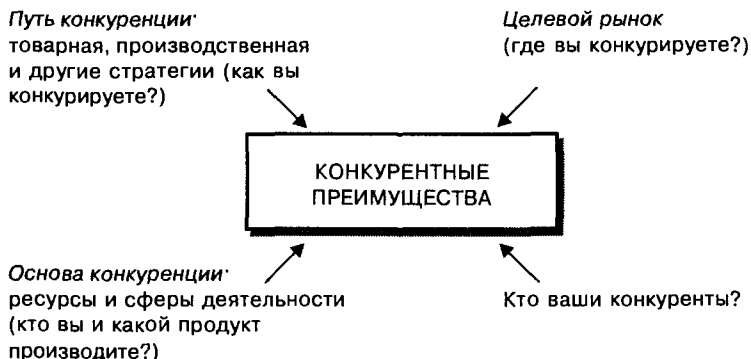 Путь конкуренции:
товарная, производственная
и другие стратегии (как вы
конкурируете?)
Целевой рынок
(где вы конкурируете?)
КОНКУРЕНТНЫЕ
ПРЕИМУЩЕСТВА
Основа конкуренции:
ресурсы и сферы деятельности
(кто вы и какой продукт
производите?)
Кто ваши конкуренты?